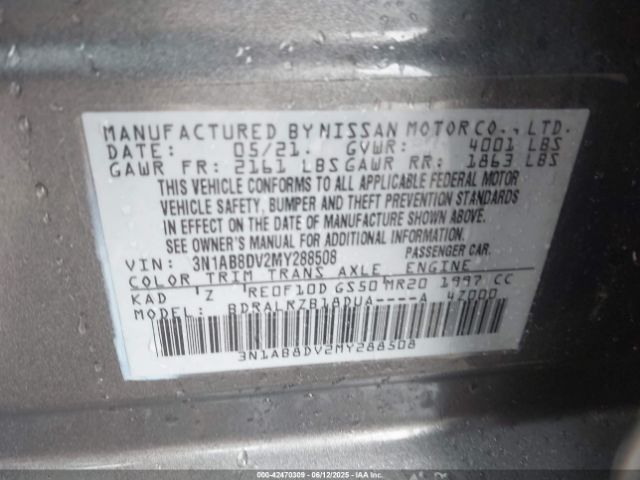 MANUFACTURED BY NISSAN MOTOR CO., LTD.
DATE: 05/21. GVWR: 4001 LBS
GAWR FR: 2161 LBS GAWR RR: 1863 LBS
THIS VEHICLE CONFORMS TO ALL APPLICABLE FEDERAL MOTOR
VEHICLE SAFETY, BUMPER AND THEFT PREVENTION STANDARDS
IN EFFECT ON THE DATE OF MANUFACTURE SHOWN ABOVE.
SEE OWNER'S MANUAL FOR ADDITIONAL INFORMATION.
VIN: 3N1AB8DV2MY288508 PASSENGER CAR.
COLOR TRIM TRANS AXLE ENGINE
KAD 'Z 'RE0F10D GS50 MR20 1997 CC
MODEL: BDRALRZB18DUA----A 4Z000
3N1AB8DV2MY288508
000-42470309 - 06/12/2025 - IAAI.COM